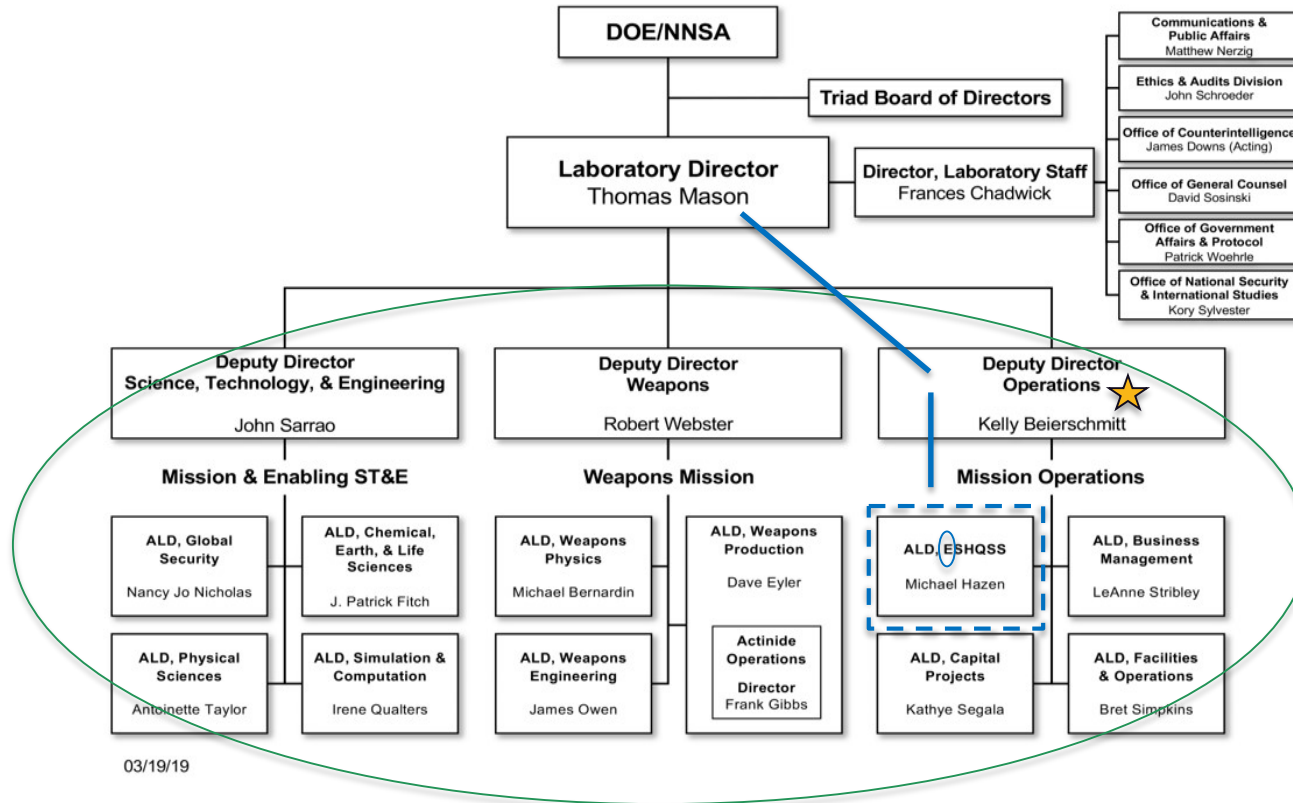 DOE/NNSA
Triad Board of Directors
Laboratory Director
Thomas Mason
Director, Laboratory Staff
Frances Chadwick
Communications &
Public Affairs
Matthew Nerzig
Ethics & Audits Division
John Schroeder
Office of Counterintelligence
James Downs (Acting)
Office of General Counsel
David Sosinski
Office of Government
Affairs & Protocol
Patrick Woehrle
Office of National Security
& International Studies
Kory Sylvester
Deputy Director
Science, Technology, & Engineering
John Sarrao
Deputy Director
Weapons
Robert Webster
Deputy Director
Operations
Kelly Beierschmitt
Mission & Enabling ST&E
ALD, Global
Security
Nancy Jo Nicholas
ALD, Chemical,
Earth, & Life
Sciences
J. Patrick Fitch
ALD, Physical
Sciences
Antoinette Taylor
ALD, Simulation &
Computation
Irene Qualters
Weapons Mission
ALD, Weapons
Physics
Michael Bernardin
ALD, Weapons
Production
Dave Eyler
ALD, Weapons
Engineering
James Owen
Actinide
Operations
Director
Frank Gibbs
Mission Operations
ALD, ESHQSS
Michael Hazen
ALD, Business
Management
LeAnne Stribley
ALD, Capital
Projects
Kathye Segala
ALD, Facilities
& Operations
Bret Simpkins
03/19/19